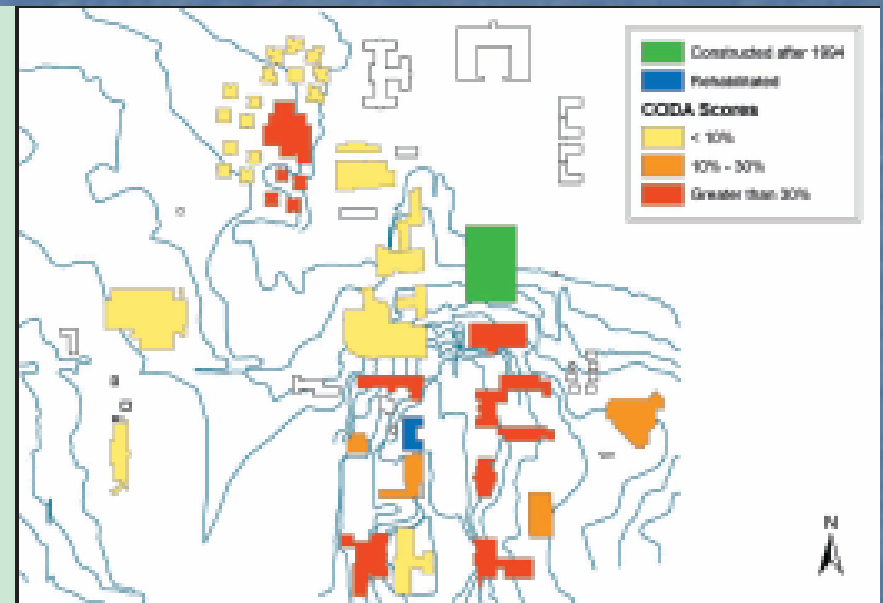 Constructed after 1994
Rehabilitated
CODA Scores
< 10%
10% - 30%
Greater than 30%
N